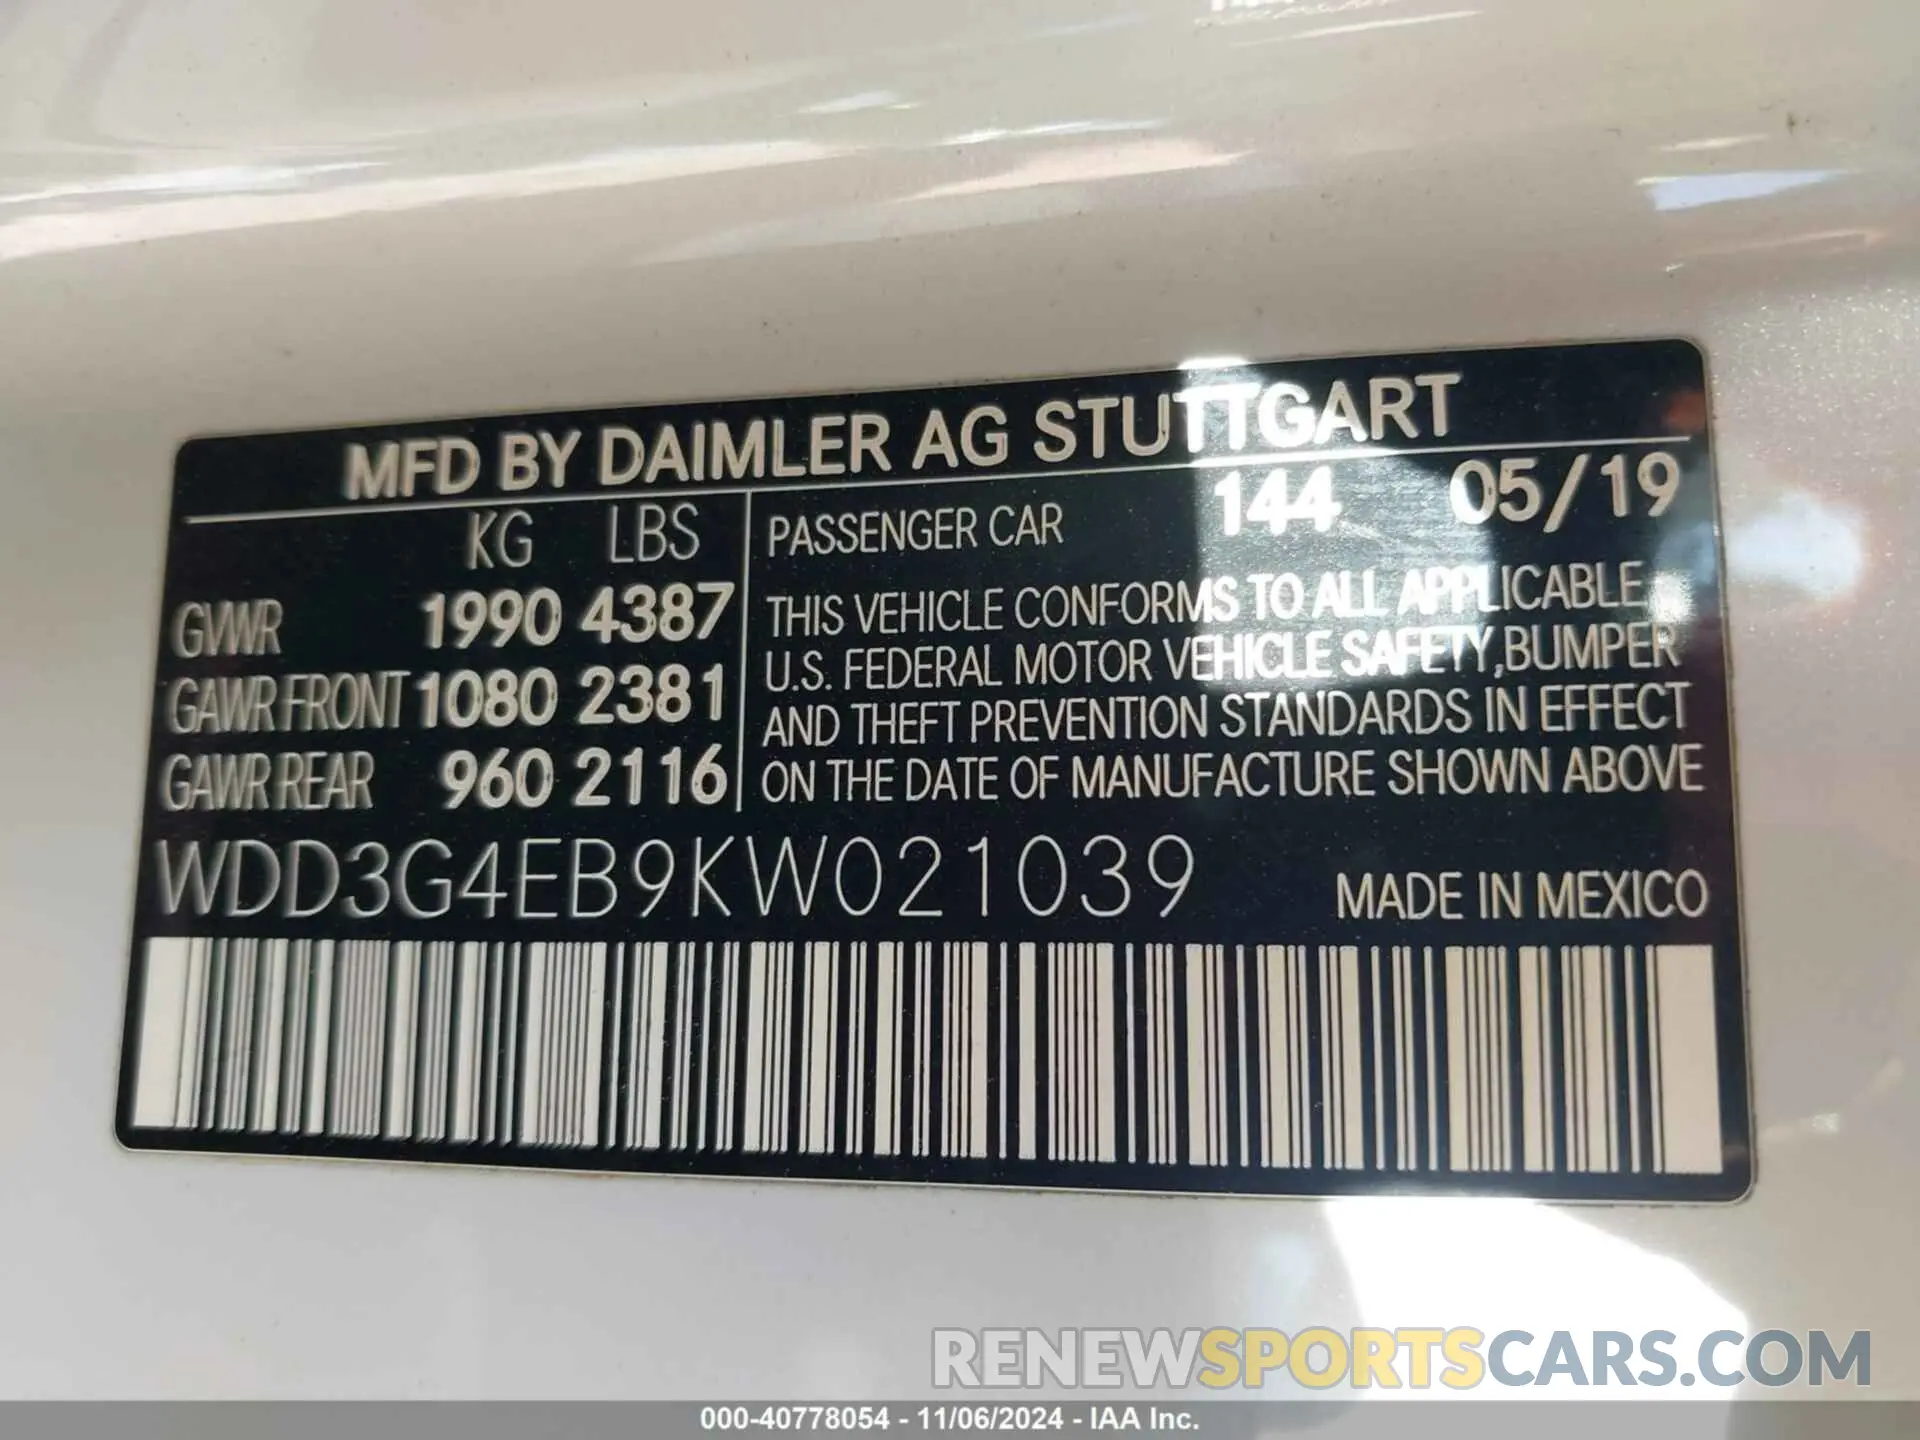 MFD BY DAIMLER AG STUTTGART
KG LBS
GVWR 1990 4387
GAWR FRONT 1080 2381
GAWR REAR 960 2116
PASSENGER CAR 144 05/19
THIS VEHICLE CONFORMS TO ALL APPLICABLE
U.S. FEDERAL MOTOR VEHICLE SAFETY, BUMPER
AND THEFT PREVENTION STANDARDS IN EFFECT
ON THE DATE OF MANUFACTURE SHOWN ABOVE
WDD3G4EB9KW021039
MADE IN MEXICO
RENEWSPORTSCARS.COM
000-40778054 - 11/06/2024 - IAA Inc.